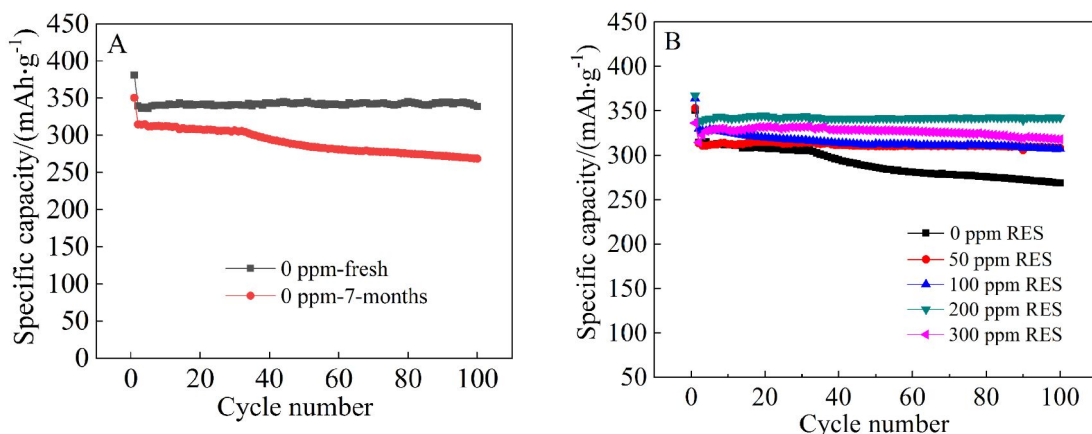 A
Specific capacity/(mAh·g⁻¹)
450
400
350
300
250
200
150
100
50
0
0 ppm-fresh
0 ppm-7-months
0 20 40 60 80 100
Cycle number
B
Specific capacity/(mAh·g⁻¹)
450
400
350
300
250
200
150
100
50
0 ppm RES
50 ppm RES
100 ppm RES
200 ppm RES
300 ppm RES
0 20 40 60 80 100
Cycle number